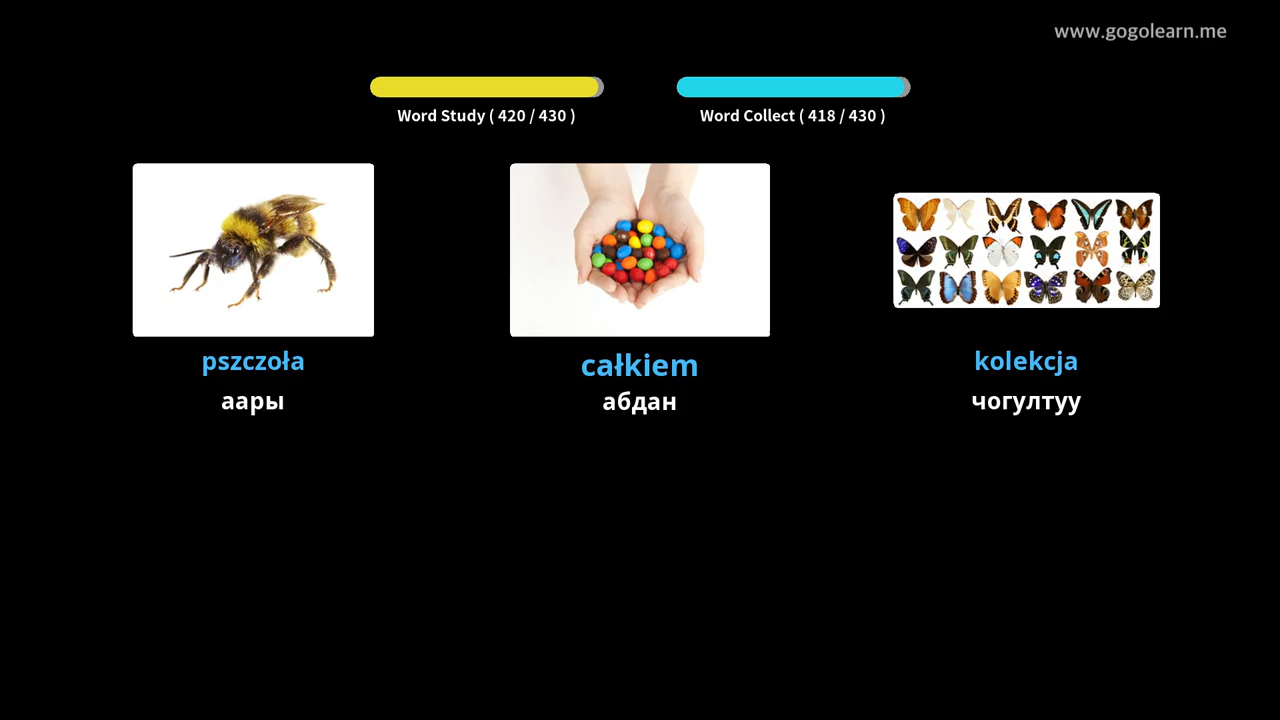 www.gogolearn.me
Word Study ( 420 / 430 )
Word Collect ( 418 / 430 )
pszczoła
аары
całkiem
абдан
kolekcja
чогултуу